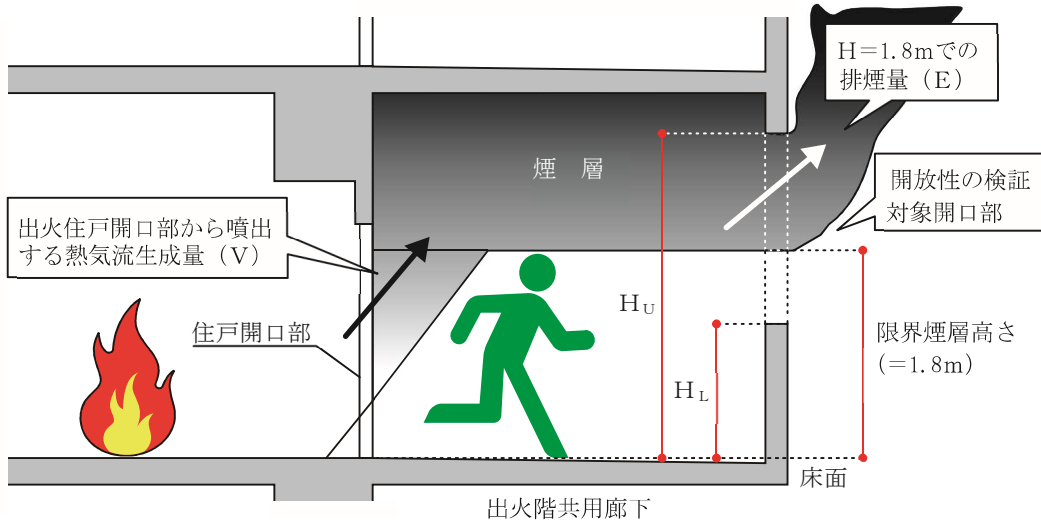 H＝1.8mでの
排煙量（E）
煙　層
開放性の検証
対象開口部
出火住戸開口部から噴出
する熱気流生成量（V）
HU
住戸開口部
限界煙層高さ
(＝1.8m)
HL
床面
出火階共用廊下